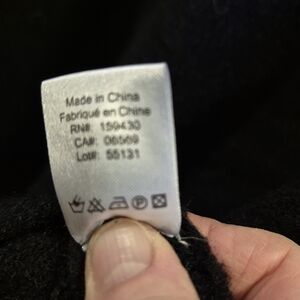 Made in China
Fabriqué en Chine
RN#: 159430
CA#: 06569
Lot#: 55131